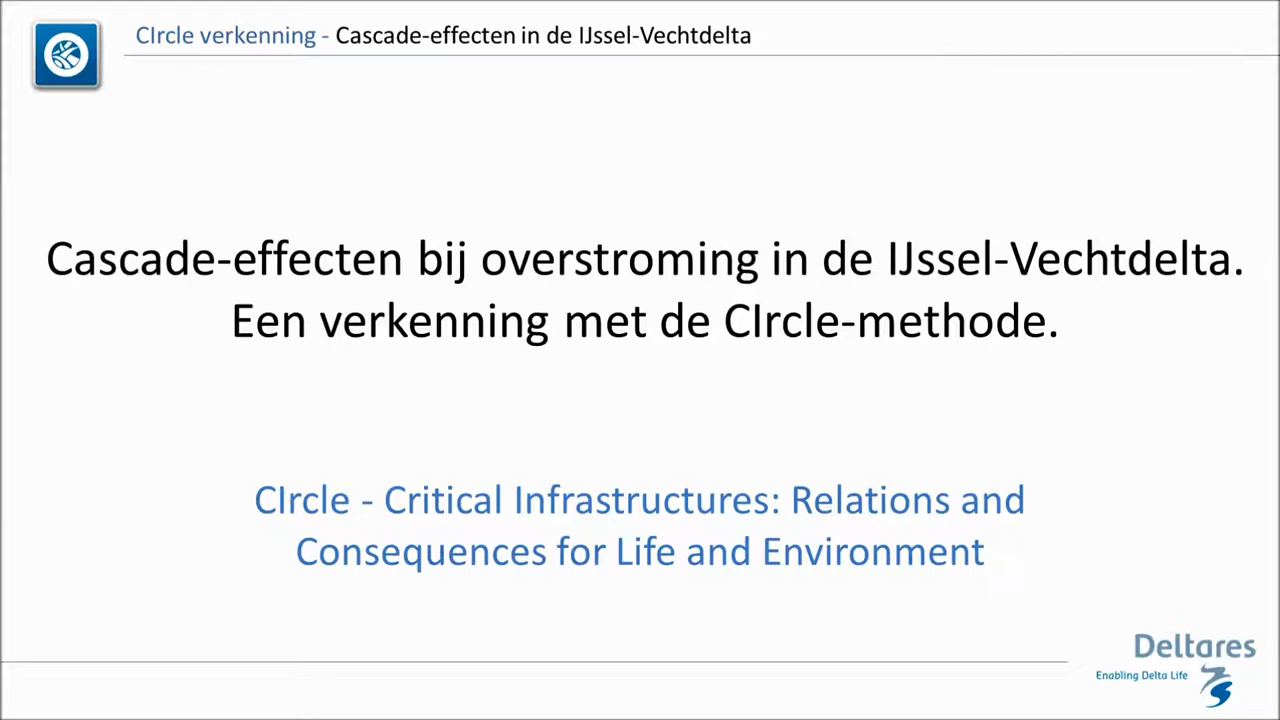 CIrcle verkenning - Cascade-effecten in de IJssel-Vechtdelta
Cascade-effecten bij overstroming in de IJssel-Vechtdelta.
Een verkenning met de CIrcle-methode.
CIrcle - Critical Infrastructures: Relations and
Consequences for Life and Environment
Deltares
Enabling Delta Life